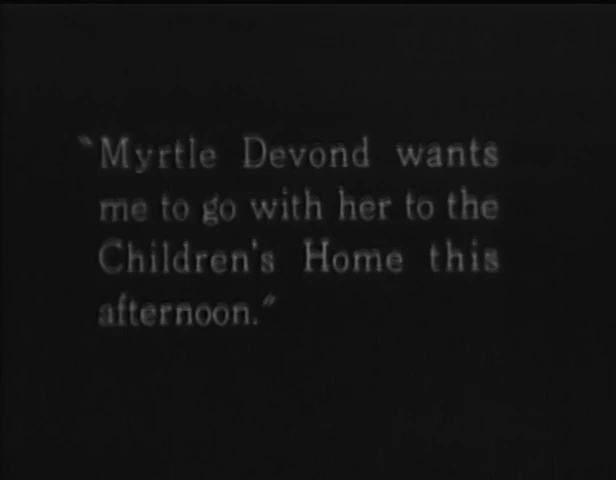 "Myrtle Devond wants
me to go with her to the
Children's Home this
afternoon."